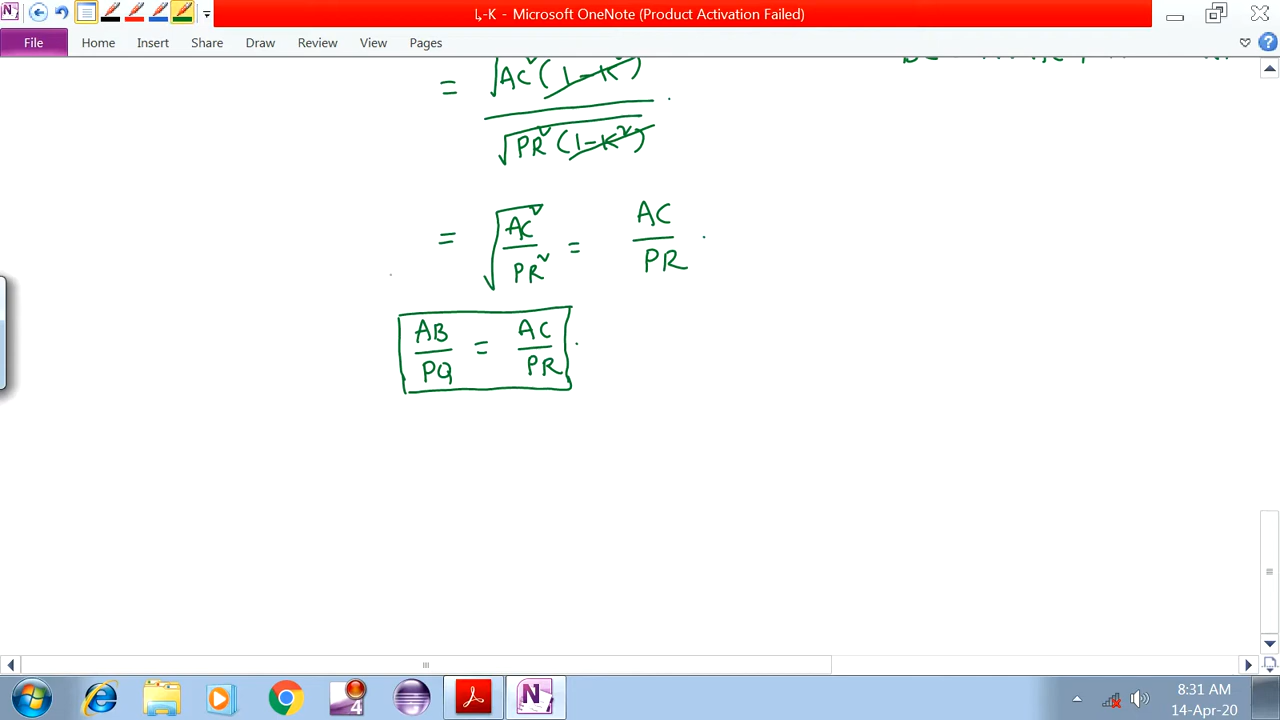 I-K - Microsoft OneNote (Product Activation Failed)
File Home Insert Share Draw Review View Pages
= √AC² (1-K²)
√PR² (1-K²)
= √AC²/PR² = AC/PR
AB/PQ = AC/PR
4
8:31 AM
14-Apr-20